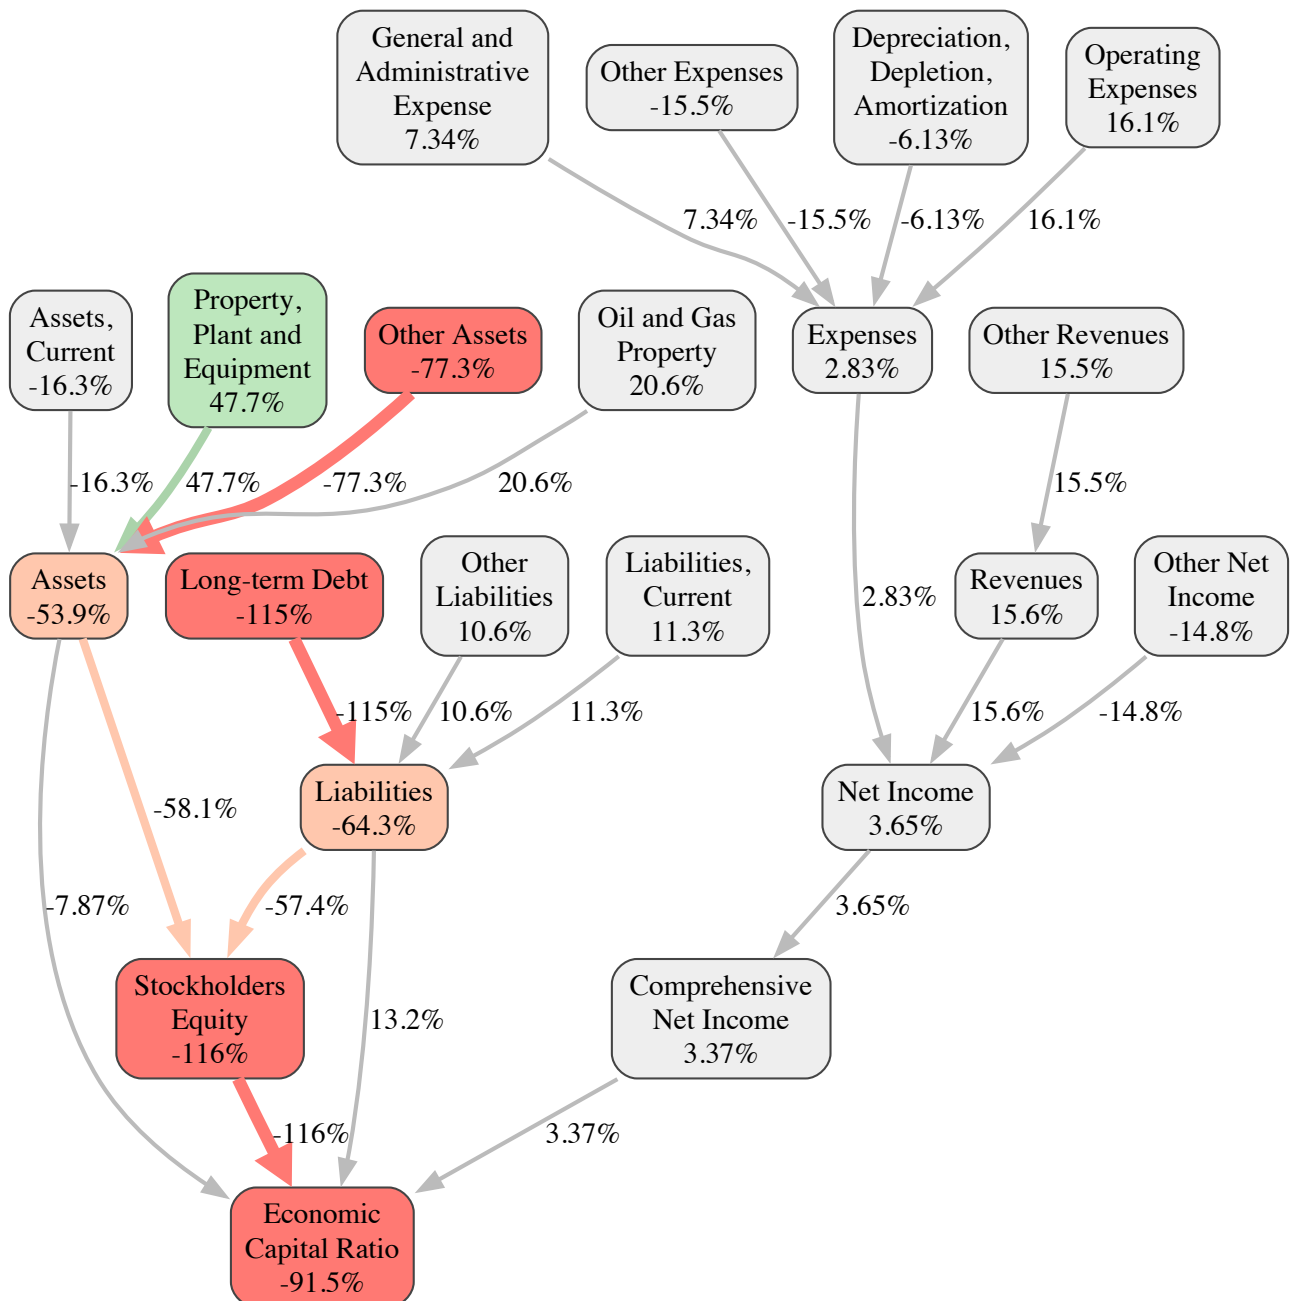 General and
Administrative
Expense
7.34%
Other Expenses
-15.5%
Depreciation,
Depletion,
Amortization
-6.13%
Operating
Expenses
16.1%
7.34%
-15.5%
-6.13%
16.1%
Assets,
Current
-16.3%
Property,
Plant and
Equipment
47.7%
Other Assets
-77.3%
Oil and Gas
Property
20.6%
Expenses
2.83%
Other Revenues
15.5%
-16.3%
47.7%
-77.3%
20.6%
15.5%
Assets
-53.9%
Long-term Debt
-115%
Other
Liabilities
10.6%
Liabilities,
Current
11.3%
2.83%
Revenues
15.6%
Other Net
Income
-14.8%
-115%
10.6%
11.3%
15.6%
-14.8%
-58.1%
Liabilities
-64.3%
Net Income
3.65%
-7.87%
-57.4%
3.65%
Stockholders
Equity
-116%
13.2%
Comprehensive
Net Income
3.37%
-116%
3.37%
Economic
Capital Ratio
-91.5%